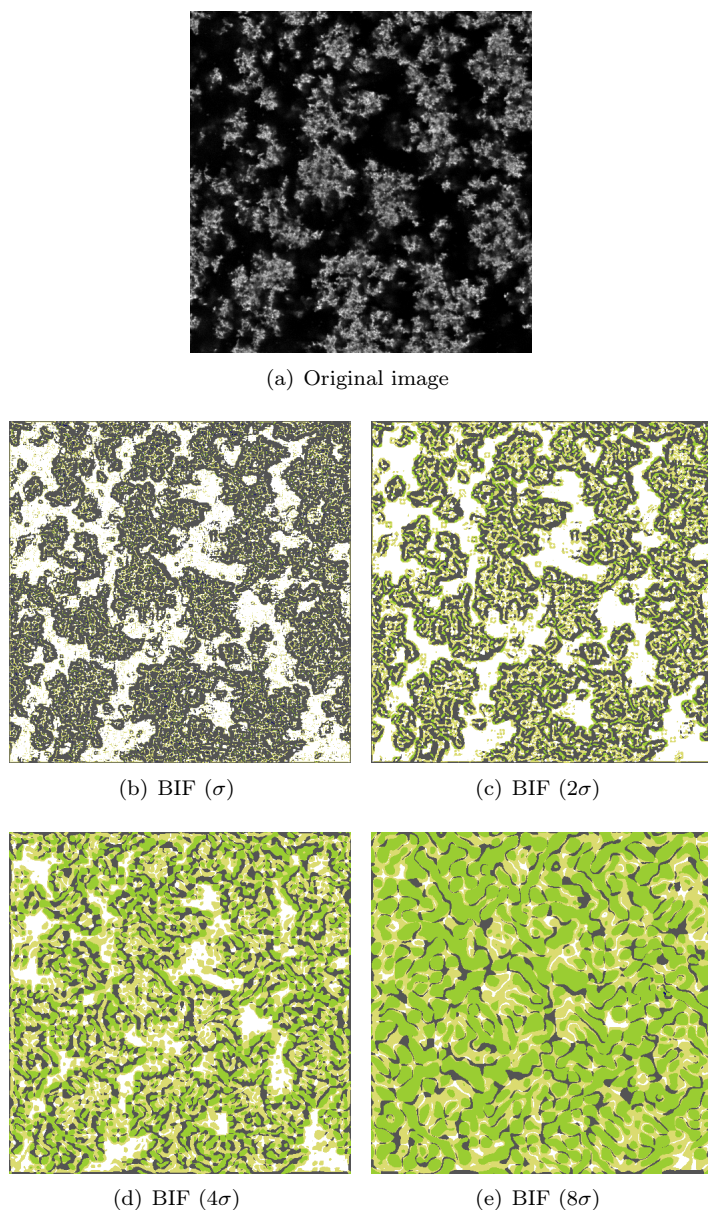 (a) Original image
(b) BIF (σ)
(c) BIF (2σ)
(d) BIF (4σ)
(e) BIF (8σ)